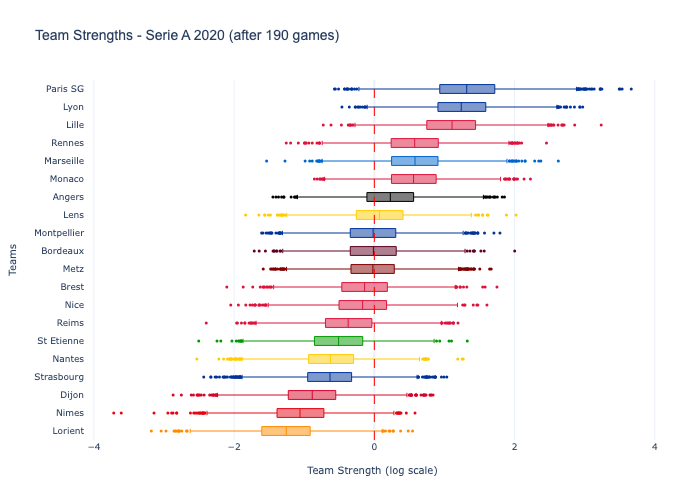 Team Strengths - Serie A 2020 (after 190 games)
Paris SG
Lyon
Lille
Rennes
Marseille
Monaco
Angers
Lens
Montpellier
Bordeaux
Metz
Brest
Nice
Reims
St Etienne
Nantes
Strasbourg
Dijon
Nimes
Lorient
Teams
−4 −2 0 2 4
Team Strength (log scale)